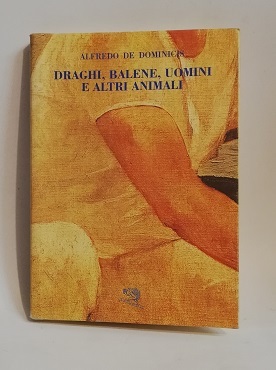 ALFREDO DE DOMINICIS
DRAGHI, BALENE, UOMINI
E ALTRI ANIMALI